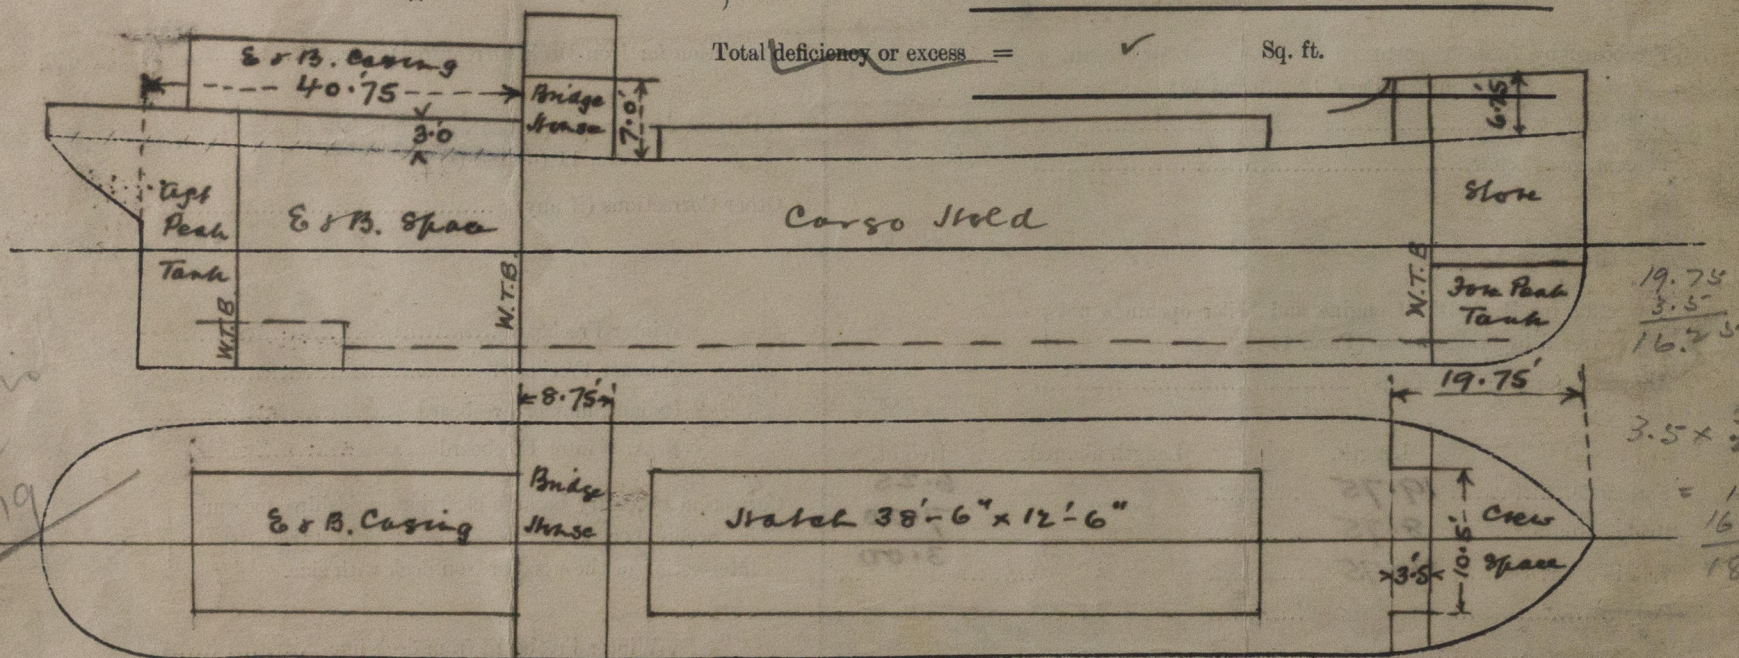 Total deficiency or excess = ✓ Sq. ft.
E & B. Casing
40.'75
Bridge
House
7.0'
3'.0
6.75'
Aft
Peak
Tank
E & B. Space
Cargo Hold
Store
Fore Peak
Tank
W.T.B.
W.T.B.
W.T.B
19.75
3.5
16.25
8.75'
19.75'
3.5 ×
E & B. Casing
Bridge
House
Hatch 38'-6" x 12'-6"
10.5'
3'.5
Crew
Space